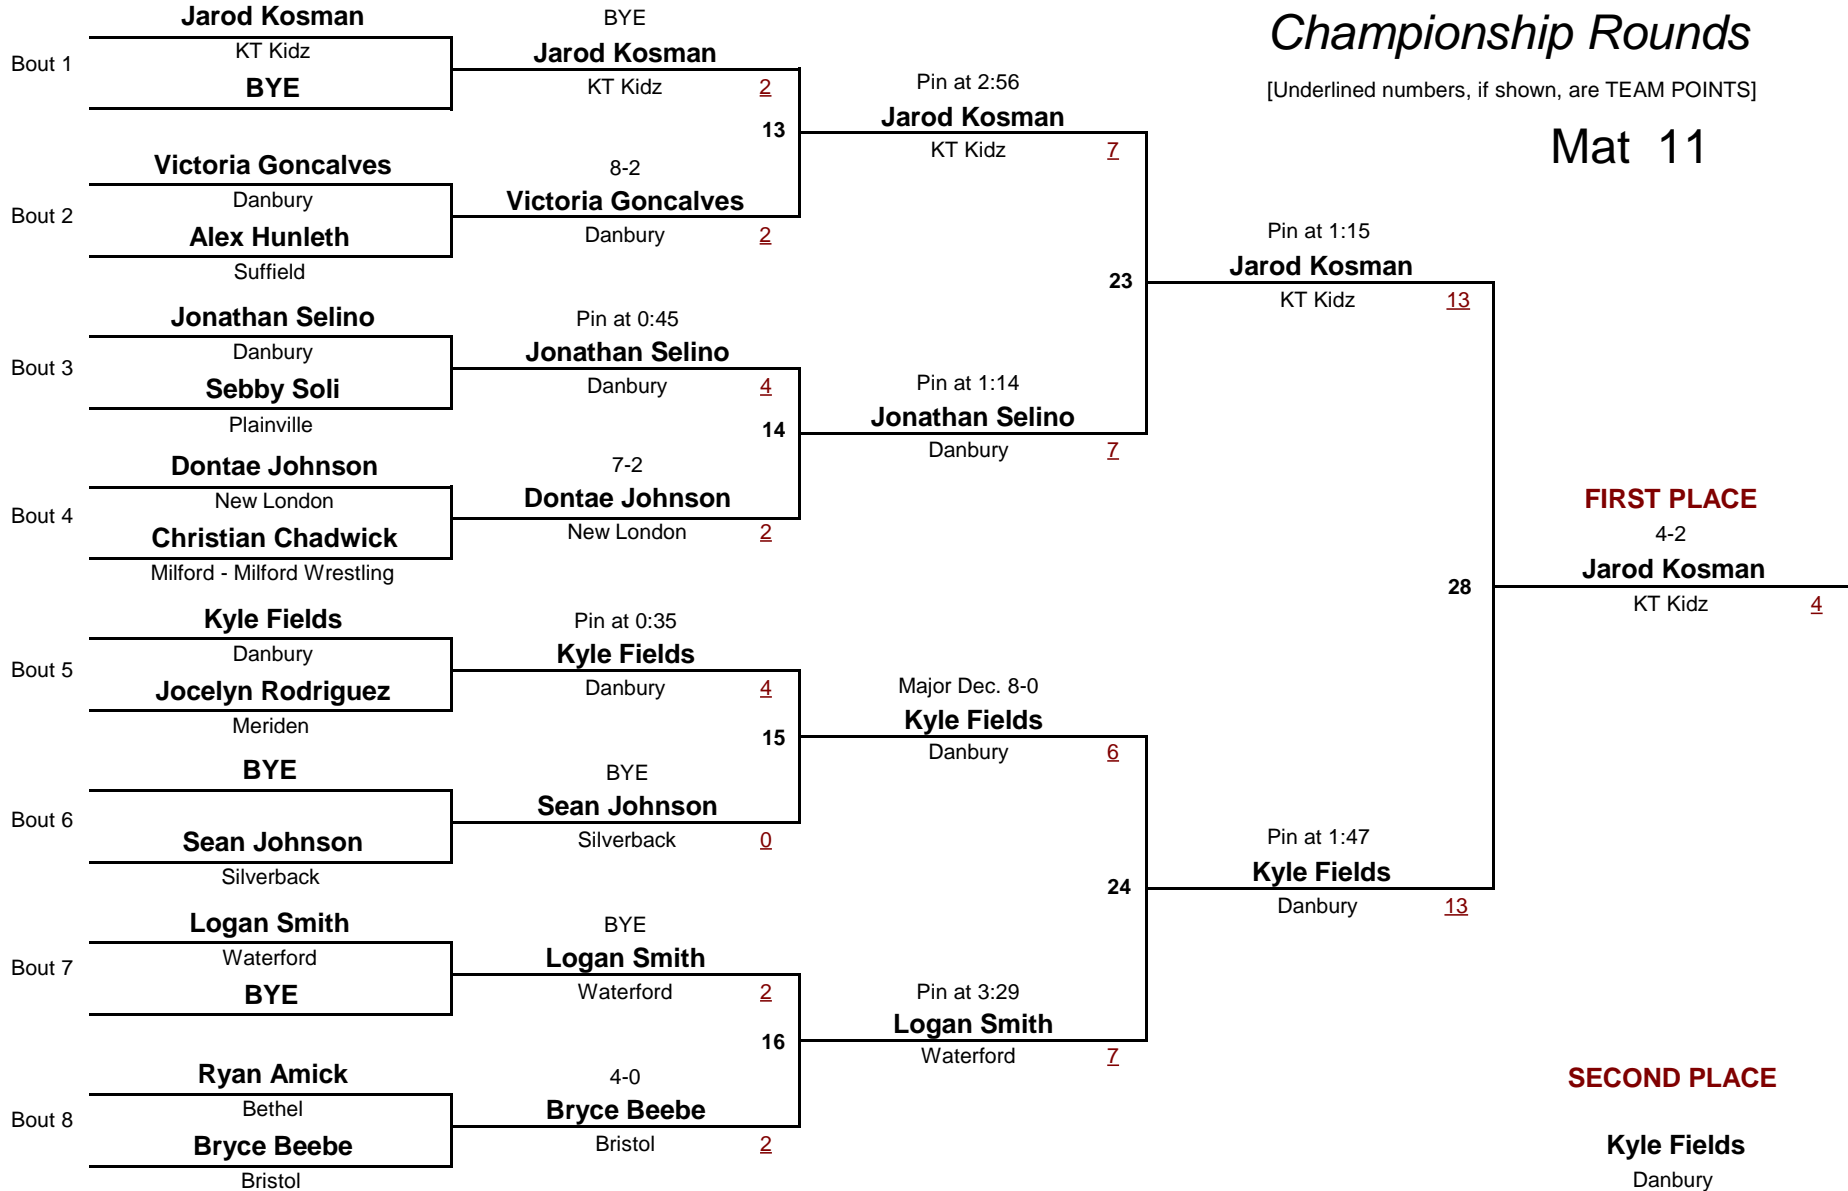 Championship Rounds
[Underlined numbers, if shown, are TEAM POINTS]
Mat 11
Bout 1
Jarod Kosman
KT Kidz
BYE
Bout 2
Victoria Goncalves
Danbury
Alex Hunleth
Suffield
Bout 3
Jonathan Selino
Danbury
Sebby Soli
Plainville
Bout 4
Dontae Johnson
New London
Christian Chadwick
Milford - Milford Wrestling
Bout 5
Kyle Fields
Danbury
Jocelyn Rodriguez
Meriden
Bout 6
BYE
Sean Johnson
Silverback
Bout 7
Logan Smith
Waterford
BYE
Bout 8
Ryan Amick
Bethel
Bryce Beebe
Bristol
BYE
Jarod Kosman
KT Kidz 2
13
8-2
Victoria Goncalves
Danbury 2
Pin at 0:45
Jonathan Selino
Danbury 4
14
7-2
Dontae Johnson
New London 2
Pin at 0:35
Kyle Fields
Danbury 4
15
BYE
Sean Johnson
Silverback 0
BYE
Logan Smith
Waterford 2
16
4-0
Bryce Beebe
Bristol 2
Pin at 2:56
Jarod Kosman
KT Kidz 7
23
Pin at 1:14
Jonathan Selino
Danbury 7
Major Dec. 8-0
Kyle Fields
Danbury 6
24
Pin at 3:29
Logan Smith
Waterford 7
Pin at 1:15
Jarod Kosman
KT Kidz 13
28
Pin at 1:47
Kyle Fields
Danbury 13
FIRST PLACE
4-2
Jarod Kosman
KT Kidz 4
SECOND PLACE
Kyle Fields
Danbury